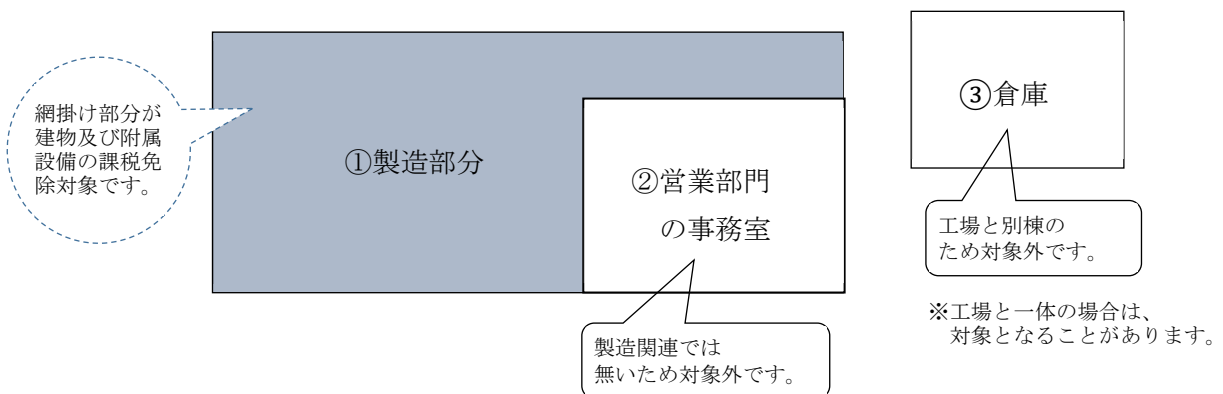 網掛け部分が
建物及び附属
設備の課税免
除対象です。
①製造部分
②営業部門
の事務室
製造関連では
無いため対象外です。
③倉庫
工場と別棟の
ため対象外です。
※工場と一体の場合は、
対象となることがあります。